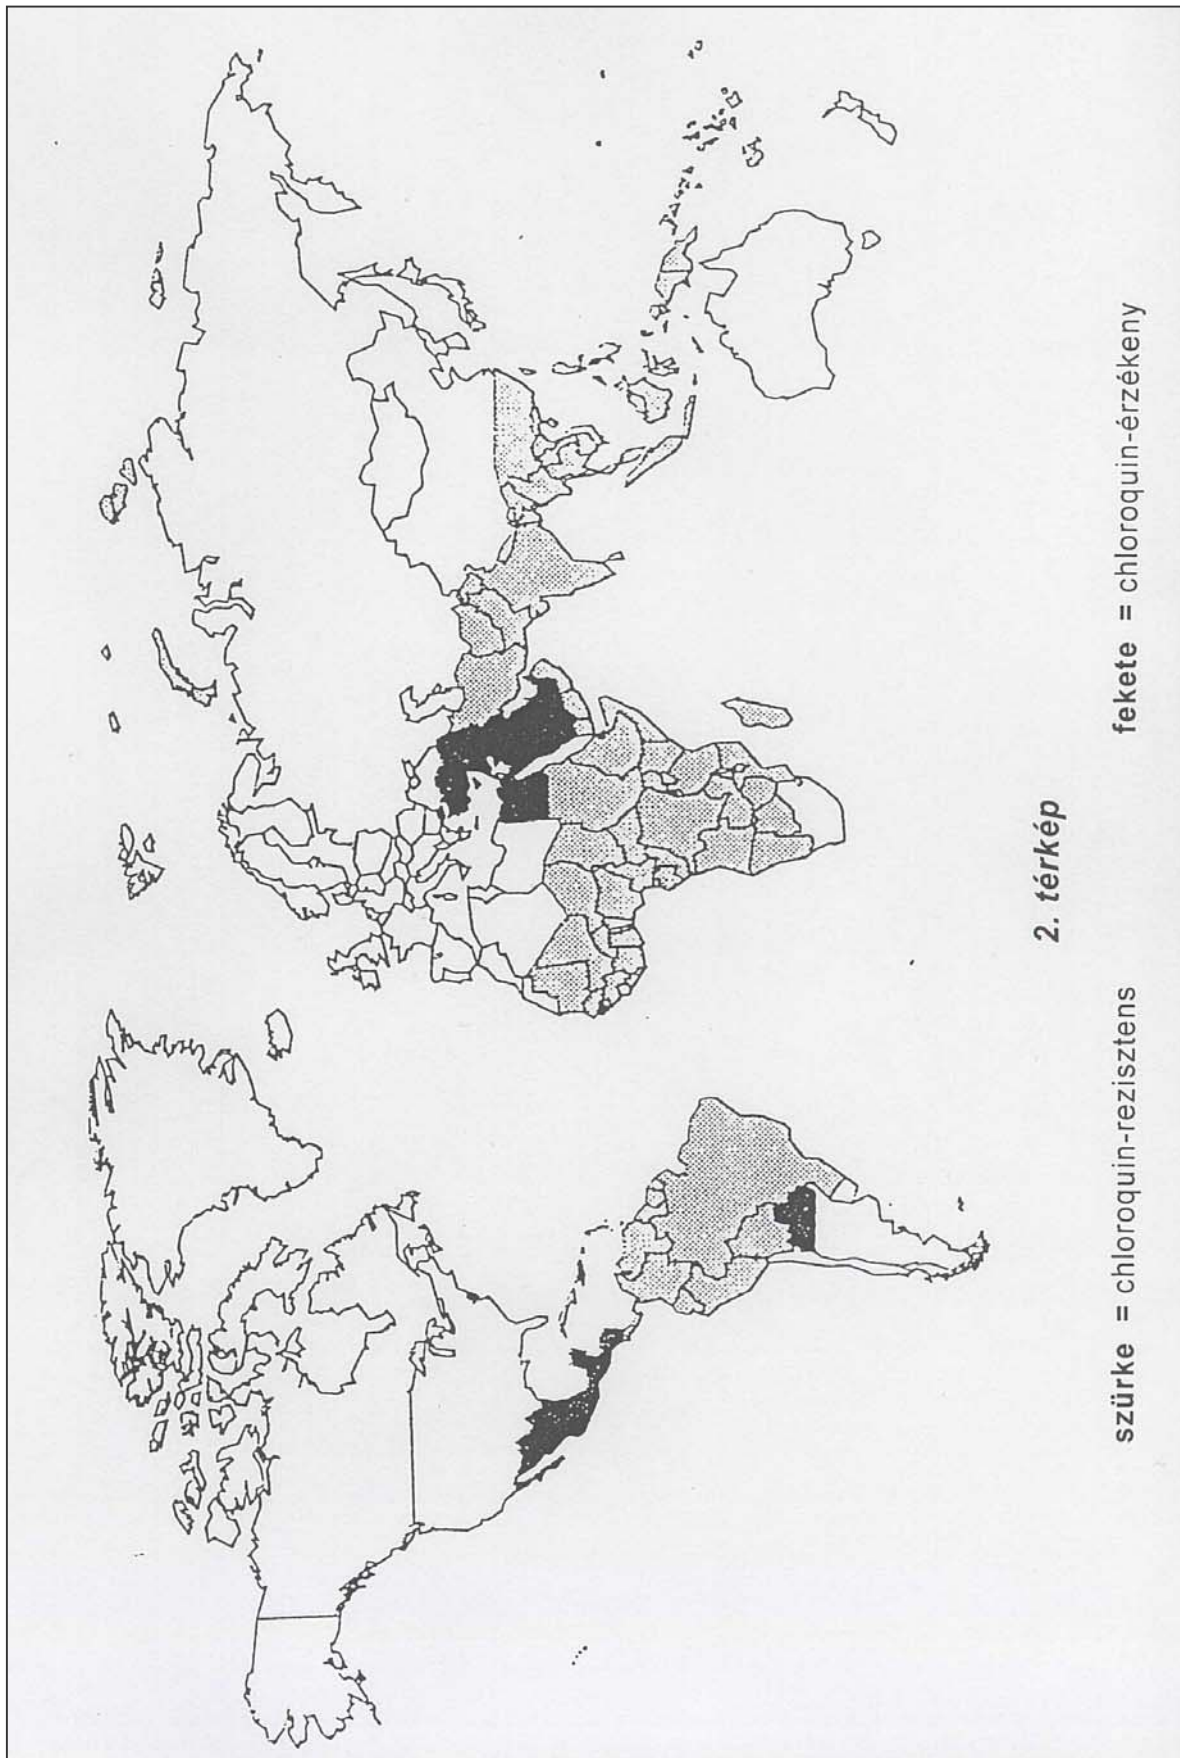 2. térkép
szürke = chloroquin-rezisztens
fekete = chloroquin-érzékeny